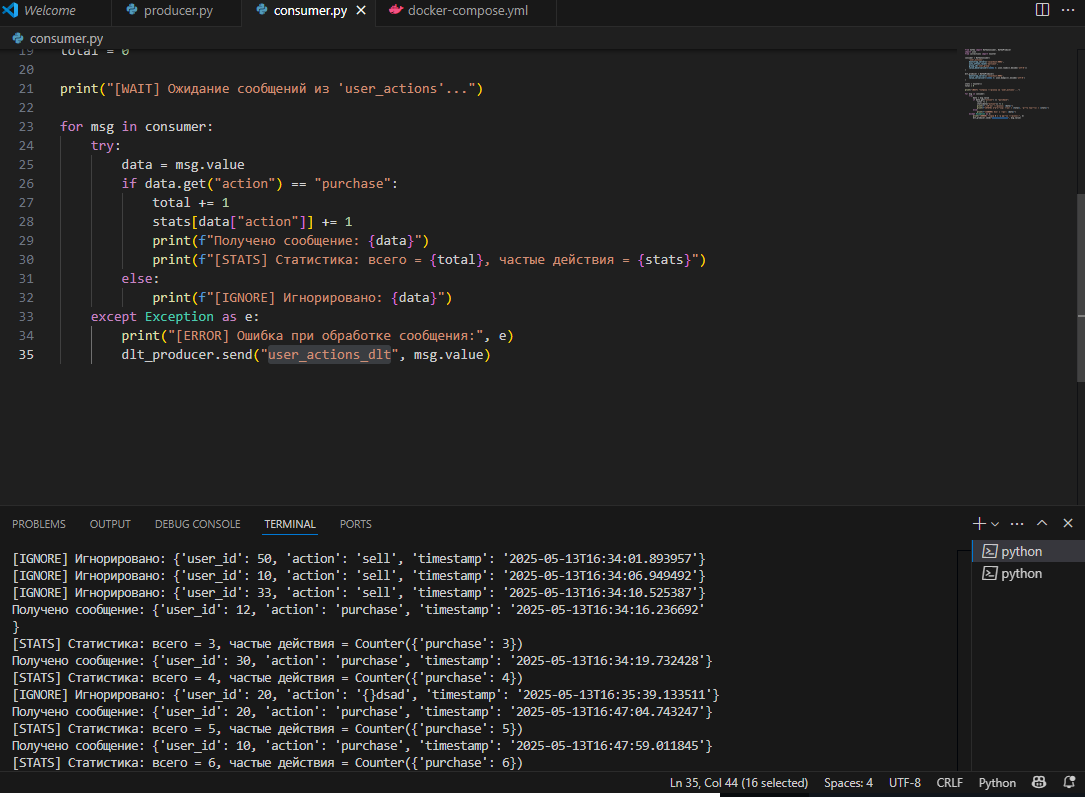 Welcome
producer.py
consumer.py
docker-compose.yml
consumer.py
19 total = 0
20
21 print("[WAIT] Ожидание сообщений из 'user_actions'...")
22
23 for msg in consumer:
24 try:
25 data = msg.value
26 if data.get("action") == "purchase":
27 total += 1
28 stats[data["action"]] += 1
29 print(f"Получено сообщение: {data}")
30 print(f"[STATS] Статистика: всего = {total}, частые действия = {stats}")
31 else:
32 print(f"[IGNORE] Игнорировано: {data}")
33 except Exception as e:
34 print("[ERROR] Ошибка при обработке сообщения:", e)
35 dlt_producer.send("user_actions_dlt", msg.value)
PROBLEMS OUTPUT DEBUG CONSOLE TERMINAL PORTS
[IGNORE] Игнорировано: {'user_id': 50, 'action': 'sell', 'timestamp': '2025-05-13T16:34:01.893957'}
[IGNORE] Игнорировано: {'user_id': 10, 'action': 'sell', 'timestamp': '2025-05-13T16:34:06.949492'}
[IGNORE] Игнорировано: {'user_id': 33, 'action': 'sell', 'timestamp': '2025-05-13T16:34:10.525387'}
Получено сообщение: {'user_id': 12, 'action': 'purchase', 'timestamp': '2025-05-13T16:34:16.236692'
}
[STATS] Статистика: всего = 3, частые действия = Counter({'purchase': 3})
Получено сообщение: {'user_id': 30, 'action': 'purchase', 'timestamp': '2025-05-13T16:34:19.732428'}
[STATS] Статистика: всего = 4, частые действия = Counter({'purchase': 4})
[IGNORE] Игнорировано: {'user_id': 20, 'action': '{}dsad', 'timestamp': '2025-05-13T16:35:39.133511'}
Получено сообщение: {'user_id': 20, 'action': 'purchase', 'timestamp': '2025-05-13T16:47:04.743247'}
[STATS] Статистика: всего = 5, частые действия = Counter({'purchase': 5})
Получено сообщение: {'user_id': 10, 'action': 'purchase', 'timestamp': '2025-05-13T16:47:59.011845'}
[STATS] Статистика: всего = 6, частые действия = Counter({'purchase': 6})
python
python
Ln 35, Col 44 (16 selected) Spaces: 4 UTF-8 CRLF Python